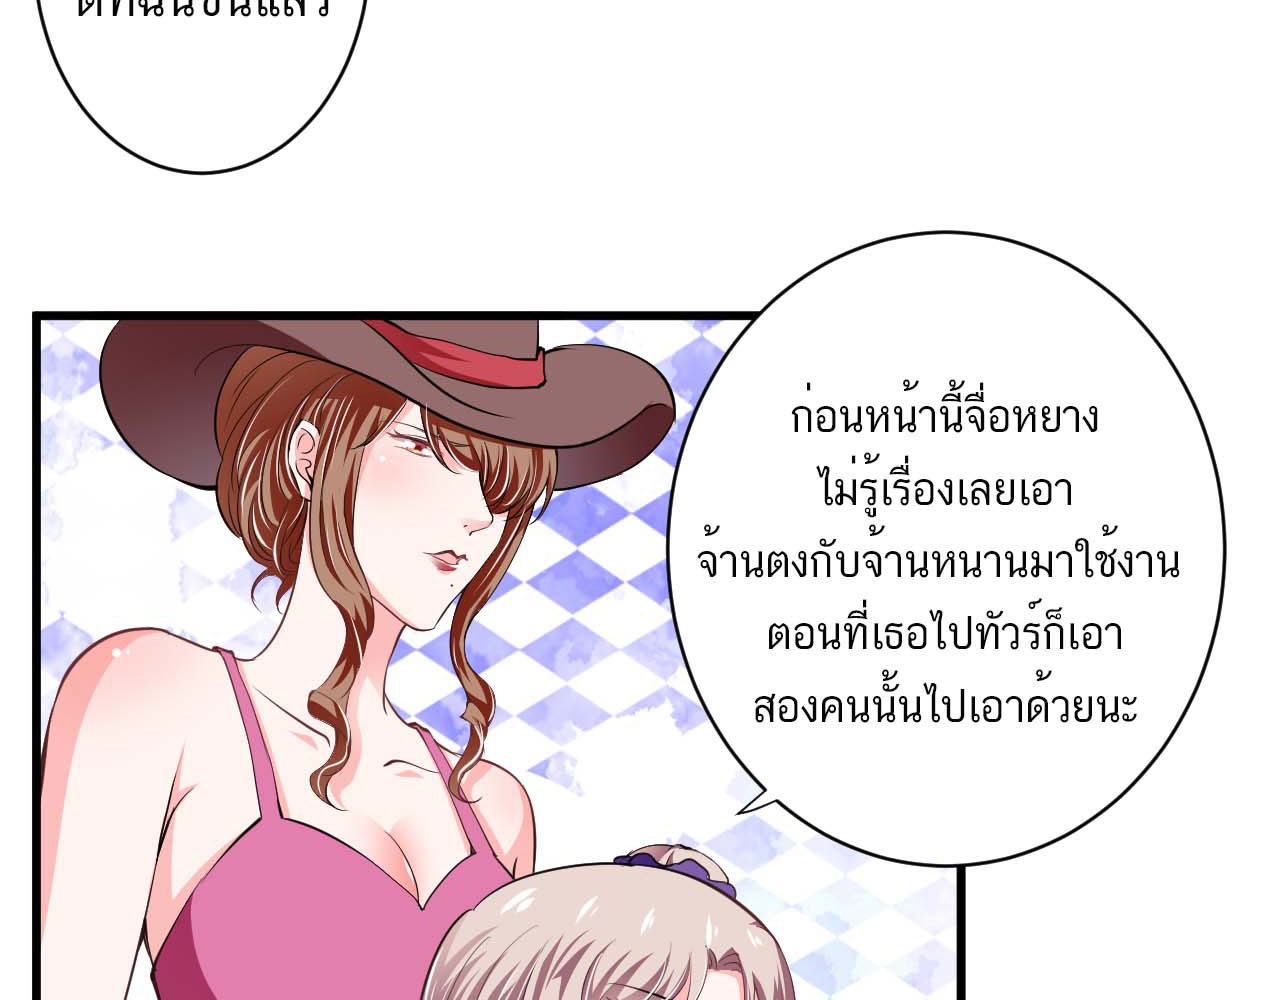 ก่อนหน้านี้จื่อหยาง
ไม่รู้เรื่องเลยเอา
จ้านตงกับจ้านหนานมาใช้งาน
ตอนที่เธอไปทัวร์ก็เอา
สองคนนั้นไปเอาด้วยนะ